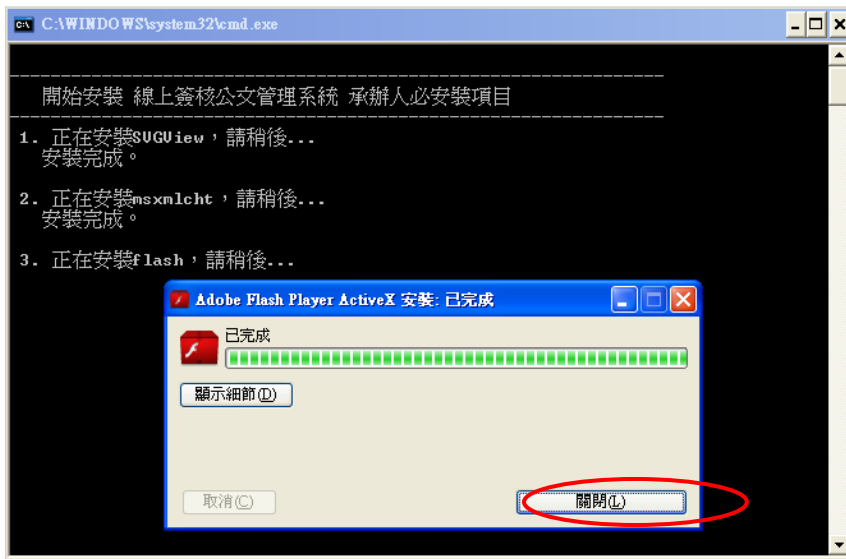 C:\WINDOWS\system32\cmd.exe
開始安裝 線上簽核公文管理系統 承辦人必安裝項目
1. 正在安裝SVGView，請稍後...
安裝完成。
2. 正在安裝msxmlcht，請稍後...
安裝完成。
3. 正在安裝flash，請稍後...
Adobe Flash Player ActiveX 安裝: 已完成
已完成
顯示細節(D)
取消(C)
關閉(L)